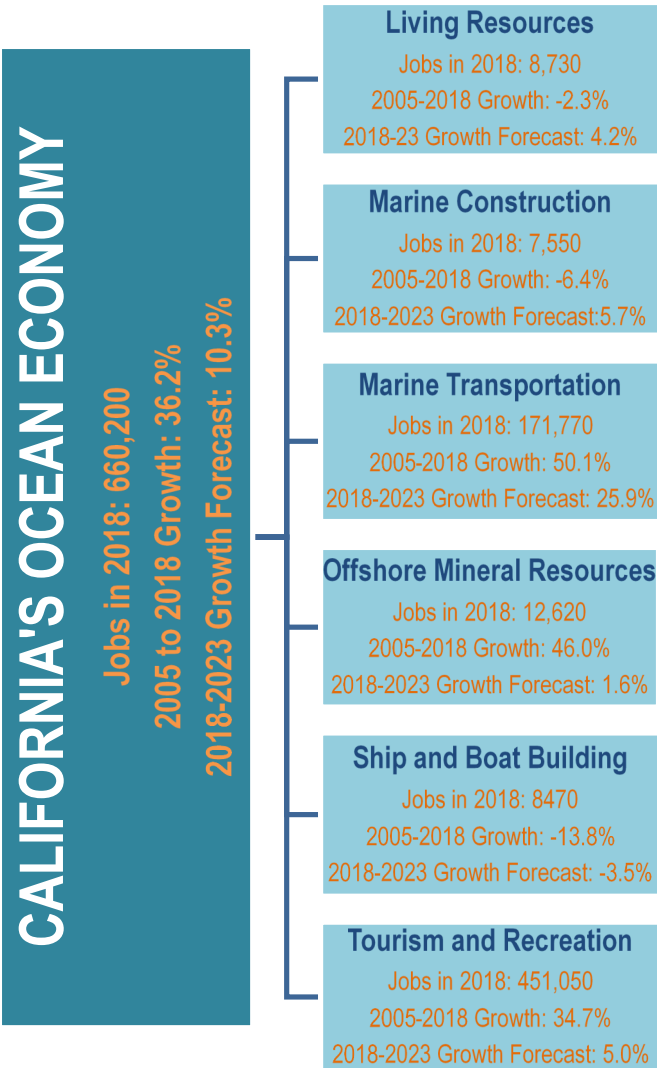 CALIFORNIA'S OCEAN ECONOMY
Jobs in 2018: 660,200
2005 to 2018 Growth: 36.2%
2018-2023 Growth Forecast: 10.3%
Living Resources
Jobs in 2018: 8,730
2005-2018 Growth: -2.3%
2018-23 Growth Forecast: 4.2%
Marine Construction
Jobs in 2018: 7,550
2005-2018 Growth: -6.4%
2018-2023 Growth Forecast:5.7%
Marine Transportation
Jobs in 2018: 171,770
2005-2018 Growth: 50.1%
2018-2023 Growth Forecast: 25.9%
Offshore Mineral Resources
Jobs in 2018: 12,620
2005-2018 Growth: 46.0%
2018-2023 Growth Forecast: 1.6%
Ship and Boat Building
Jobs in 2018: 8470
2005-2018 Growth: -13.8%
2018-2023 Growth Forecast: -3.5%
Tourism and Recreation
Jobs in 2018: 451,050
2005-2018 Growth: 34.7%
2018-2023 Growth Forecast: 5.0%